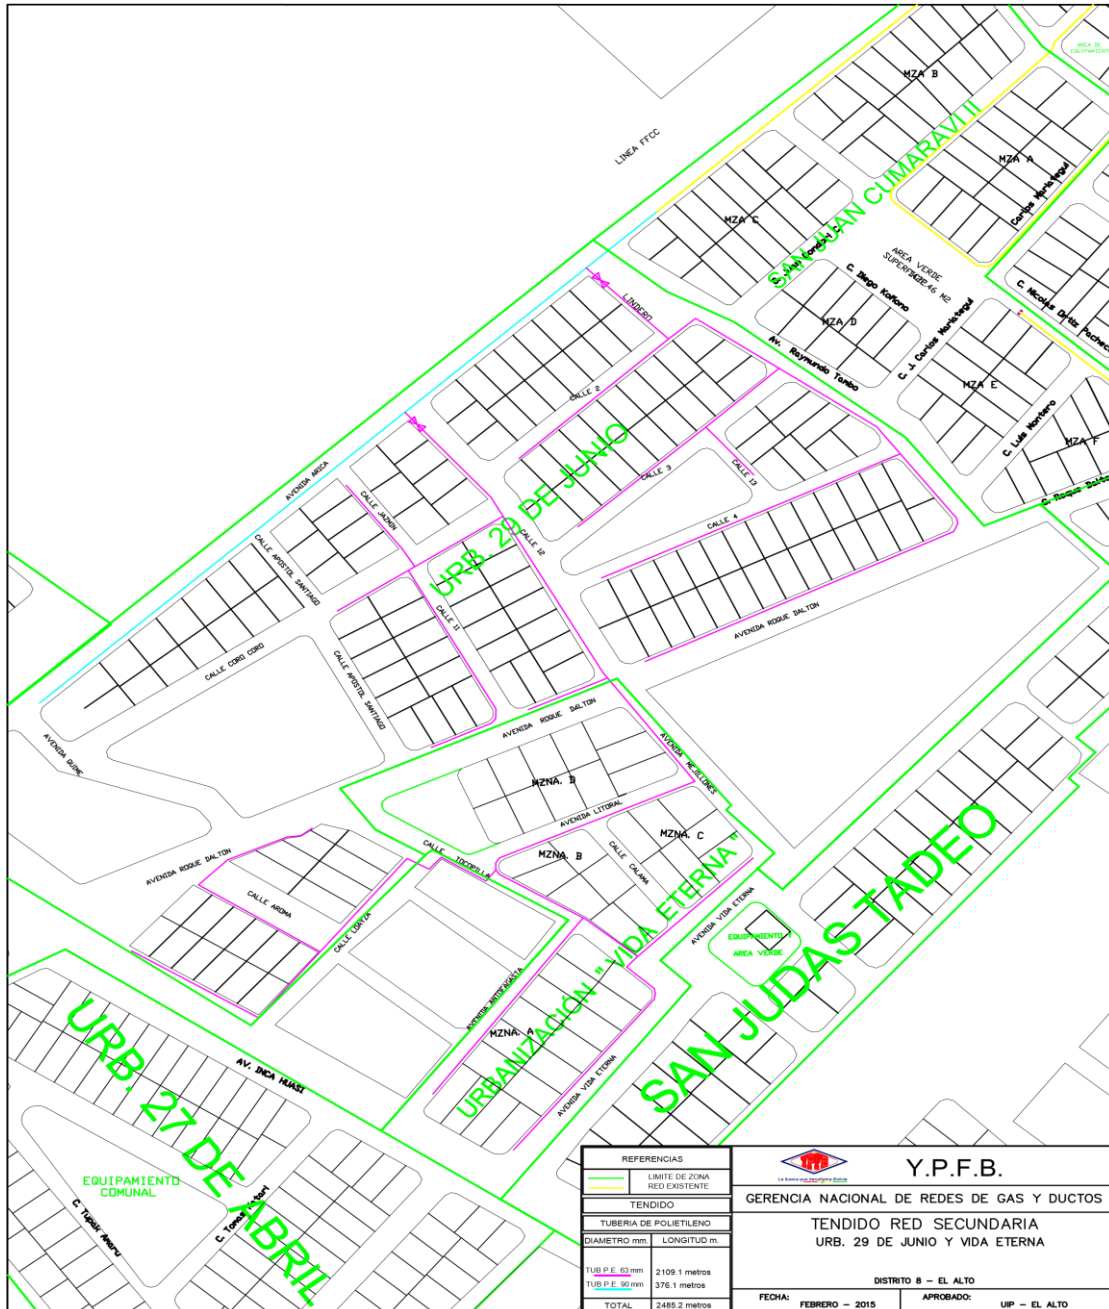 AREA DE
EQUIPAMIENTO
MZA B
LINEA FFCC
SAN JUAN CUMARAVI II
MZA A
Carlos Mariategui
MZA C
AREA VERDE
C. Diego Kofiono
C. Nicolas Ortiz Pacheco
LINDERO
MZA D
Av. Raymundo Tambo
C. J. Carlos Mariategui
MZA E
CALLE 2
C. Luis Montero
MZA F
URB. 29 DE JUNIO
AVENIDA ARICA
CALLE 3
CALLE 13
CALLE JAZMIN
CALLE 4
CALLE 12
CALLE APOSTOL SANTIAGO
CALLE 11
AVENIDA ROQUE DALTON
CALLE CORO CORO
CALLE APOSTOL SANTIAGO
AVENIDA QUIME
AVENIDA ROQUE DALTON
AVENIDA MEJILLONES
MZNA. D
AVENIDA LITORAL
MZNA. C
CALLE TOCOPILLA
MZNA. B
CALLE CALAMA
AVENIDA ROQUE DALTON
CALLE AROMA
CALLE LOAYZA
AVENIDA VIDA ETERNA
EQUIPAMIENTO Y
AREA VERDE
SAN JUDAS TADEO
URBANIZACIÓN " VIDA ETERNA "
AVENIDA ANTOFAGASTA
MZNA. A
AVENIDA VIDA ETERNA
AV. INCA HUASI
URB. 27 DE ABRIL
EQUIPAMIENTO
COMUNAL
C. Tupak Amaru
C. Tomas Katari
REFERENCIAS
LIMITE DE ZONA
RED EXISTENTE
TENDIDO
TUBERIA DE POLIETILENO
DIAMETRO mm. LONGITUD m.
TUB P.E. 63 mm 2109.1 metros
TUB P.E. 90 mm 376.1 metros
TOTAL 2485.2 metros
Y.P.F.B.
GERENCIA NACIONAL DE REDES DE GAS Y DUCTOS
TENDIDO RED SECUNDARIA
URB. 29 DE JUNIO Y VIDA ETERNA
DISTRITO 8 - EL ALTO
FECHA: FEBRERO - 2015
APROBADO: UIP - EL ALTO